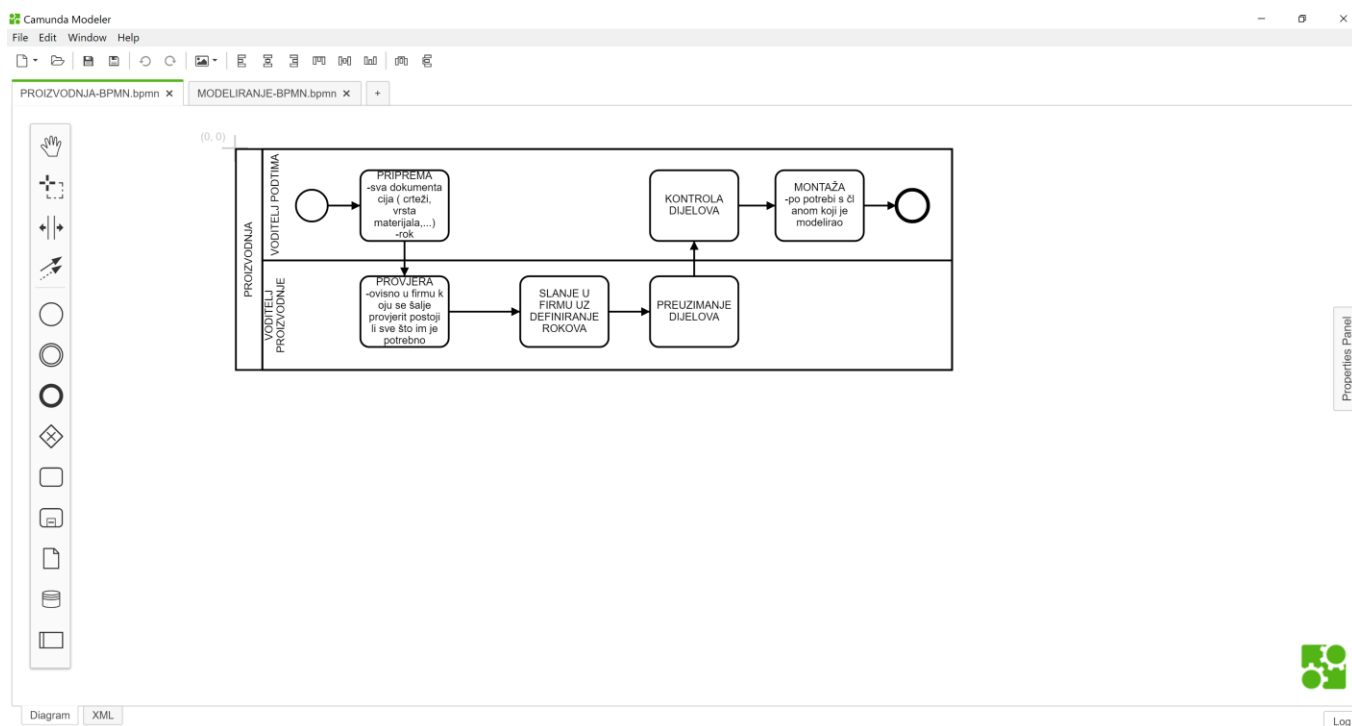 Camunda Modeler
File Edit Window Help
PROIZVODNJA-BPMN.bpmn
MODELIRANJE-BPMN.bpmn
+
(0, 0)
PROIZVODNJA
VODITELJ PODTIMA
PRIPREMA
-sva dokumenta
cija ( crteži,
vrsta
materijala,...)
-rok
KONTROLA
DIJELOVA
MONTAŽA
-po potrebi s čl
anom koji je
modelirao
VODITELJ
PROIZVODNJE
PROVJERA
-ovisno u firmu k
oju se šalje
provjerit postoji
li sve što im je
potrebno
SLANJE U
FIRMU UZ
DEFINIRANJE
ROKOVA
PREUZIMANJE
DIJELOVA
Properties Panel
Diagram
XML
Log